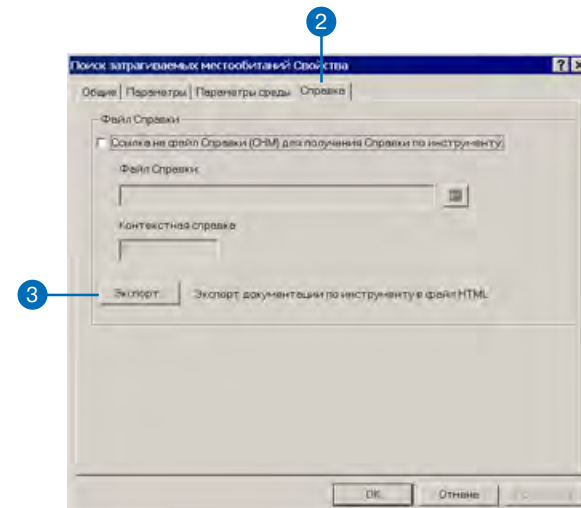 2
Поиск затрагиваемых местообитаний Свойства
Общие Параметры Параметры среды Справка
Файл Справки
Ссылка на файл Справки (CHM) для получения Справки по инструменту
Файл Справки:
Контекстная справка
3
Экспорт... Экспорт документации по инструменту в файл HTML
OK Отмена